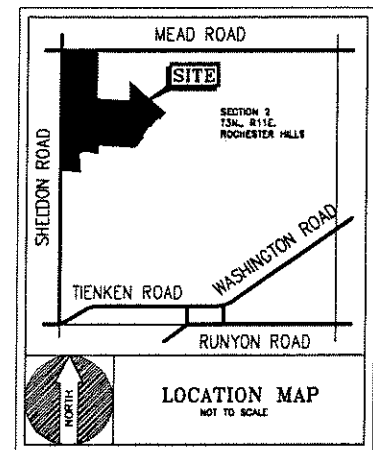 MEAD ROAD
SITE
SECTION 2
T3N., R11E.
ROCHESTER HILLS
SHELDON ROAD
WASHINGTON ROAD
TIENKEN ROAD
RUNYON ROAD
NORTH
LOCATION MAP
NOT TO SCALE